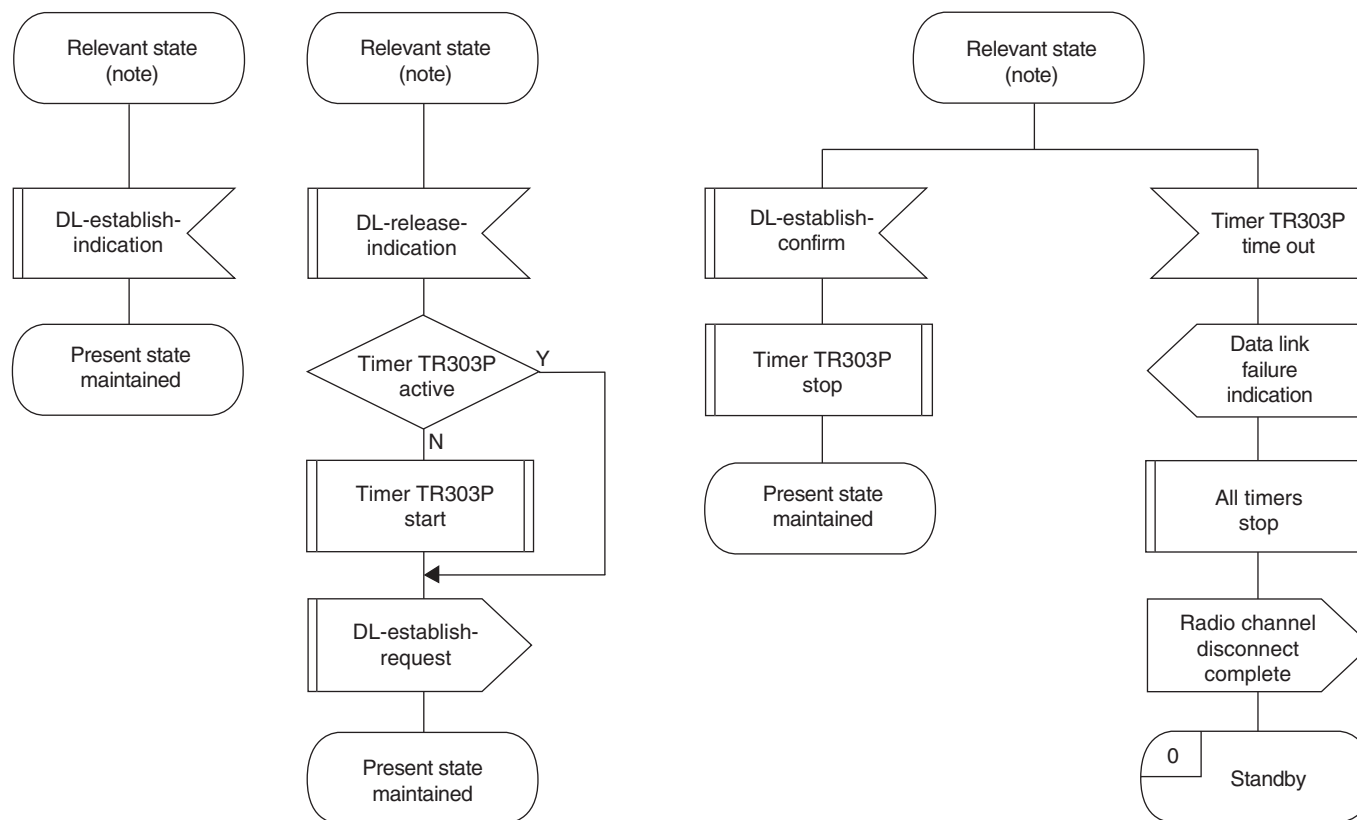 Relevant state
(note)
DL-establish-
indication
Present state
maintained
Relevant state
(note)
DL-release-
indication
Timer TR303P
active
Y
N
Timer TR303P
start
DL-establish-
request
Present state
maintained
Relevant state
(note)
DL-establish-
confirm
Timer TR303P
stop
Present state
maintained
Timer TR303P
time out
Data link
failure
indication
All timers
stop
Radio channel
disconnect
complete
0
Standby